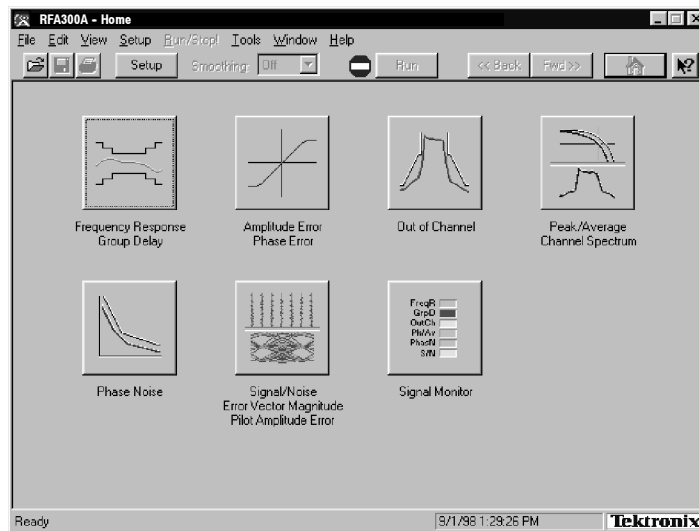 RFA300A - Home
File Edit View Setup Run/Stop! Tools Window Help
Setup Smoothing: Off Run << Back Fwd >>
Frequency Response
Group Delay
Amplitude Error
Phase Error
Out of Channel
Peak/Average
Channel Spectrum
FreqR
GrpD
OutCh
Pk/Av
PhasN
S/N
Phase Noise
Signal/Noise
Error Vector Magnitude
Pilot Amplitude Error
Signal Monitor
Ready 9/1/98 1:29:26 PM Tektronix